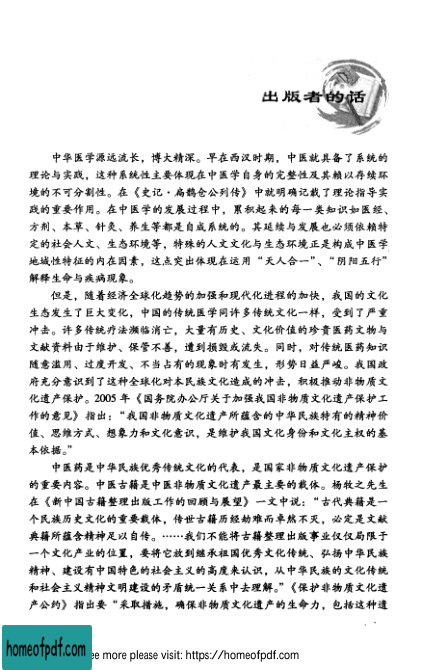 出版者的话
中华医学源远流长，博大精深。早在西汉时期，中医就具备了系统的
理论与实践，这种系统性主要体现在中医学自身的完整性及其赖以存续环
境的不可分割性。在《史记·扁鹊仓公列传》中就明确记载了理论指导实
践的重要作用。在中医学的发展过程中，累积起来的每一类知识如医经、
方剂、本草、针灸、养生等都是自成系统的。其延续与发展也必须依赖特
定的社会人文、生态环境等，特殊的人文文化与生态环境正是构成中医学
地域性特征的内在因素，这点突出体现在运用“天人合一”、“阴阳五行”
解释生命与疾病现象。
但是，随着经济全球化趋势的加强和现代化进程的加快，我国的文化
生态发生了巨大变化，中国的传统医学同许多传统文化一样，受到了严重
冲击。许多传统疗法濒临消亡，大量有历史、文化价值的珍贵医药文物与
文献资料由于维护、保管不善，遭到损毁或流失。同时，对传统医药知识
随意滥用、过度开发、不当占有的现象时有发生，形势日益严峻。我国政
府充分意识到了这种全球化对本民族文化造成的冲击，积极推动非物质文
化遗产保护。2005 年《国务院办公厅关于加强我国非物质文化遗产保护工
作的意见》指出：“我国非物质文化遗产所蕴含的中华民族特有的精神价
值、思维方式、想象力和文化意识，是维护我国文化身份和文化主权的基
本依据。”
中医药是中华民族优秀传统文化的代表，是国家非物质文化遗产保护
的重要内容。中医古籍是中医非物质文化遗产最主要的载体。杨牧之先生
在《新中国古籍整理出版工作的回顾与展望》一文中说：“古代典籍是一
个民族历史文化的重要载体，传世古籍历经劫难而卓然不灭，必定是文献
典籍所蕴含精神足以自传。……我们不能将古籍整理出版事业仅仅局限于
一个文化产业的位置，要将它放到继承祖国优秀文化传统、弘扬中华民族
精神、建设有中国特色的社会主义的高度来认识，从中华民族的文化传统
和社会主义精神文明建设的矛盾统一关系中去理解。”《保护非物质文化遗
产公约》指出要“采取措施，确保非物质文化遗产的生命力，包括这种遗
homeofpdf.com
ee more please visit: https://homeofpdf.com